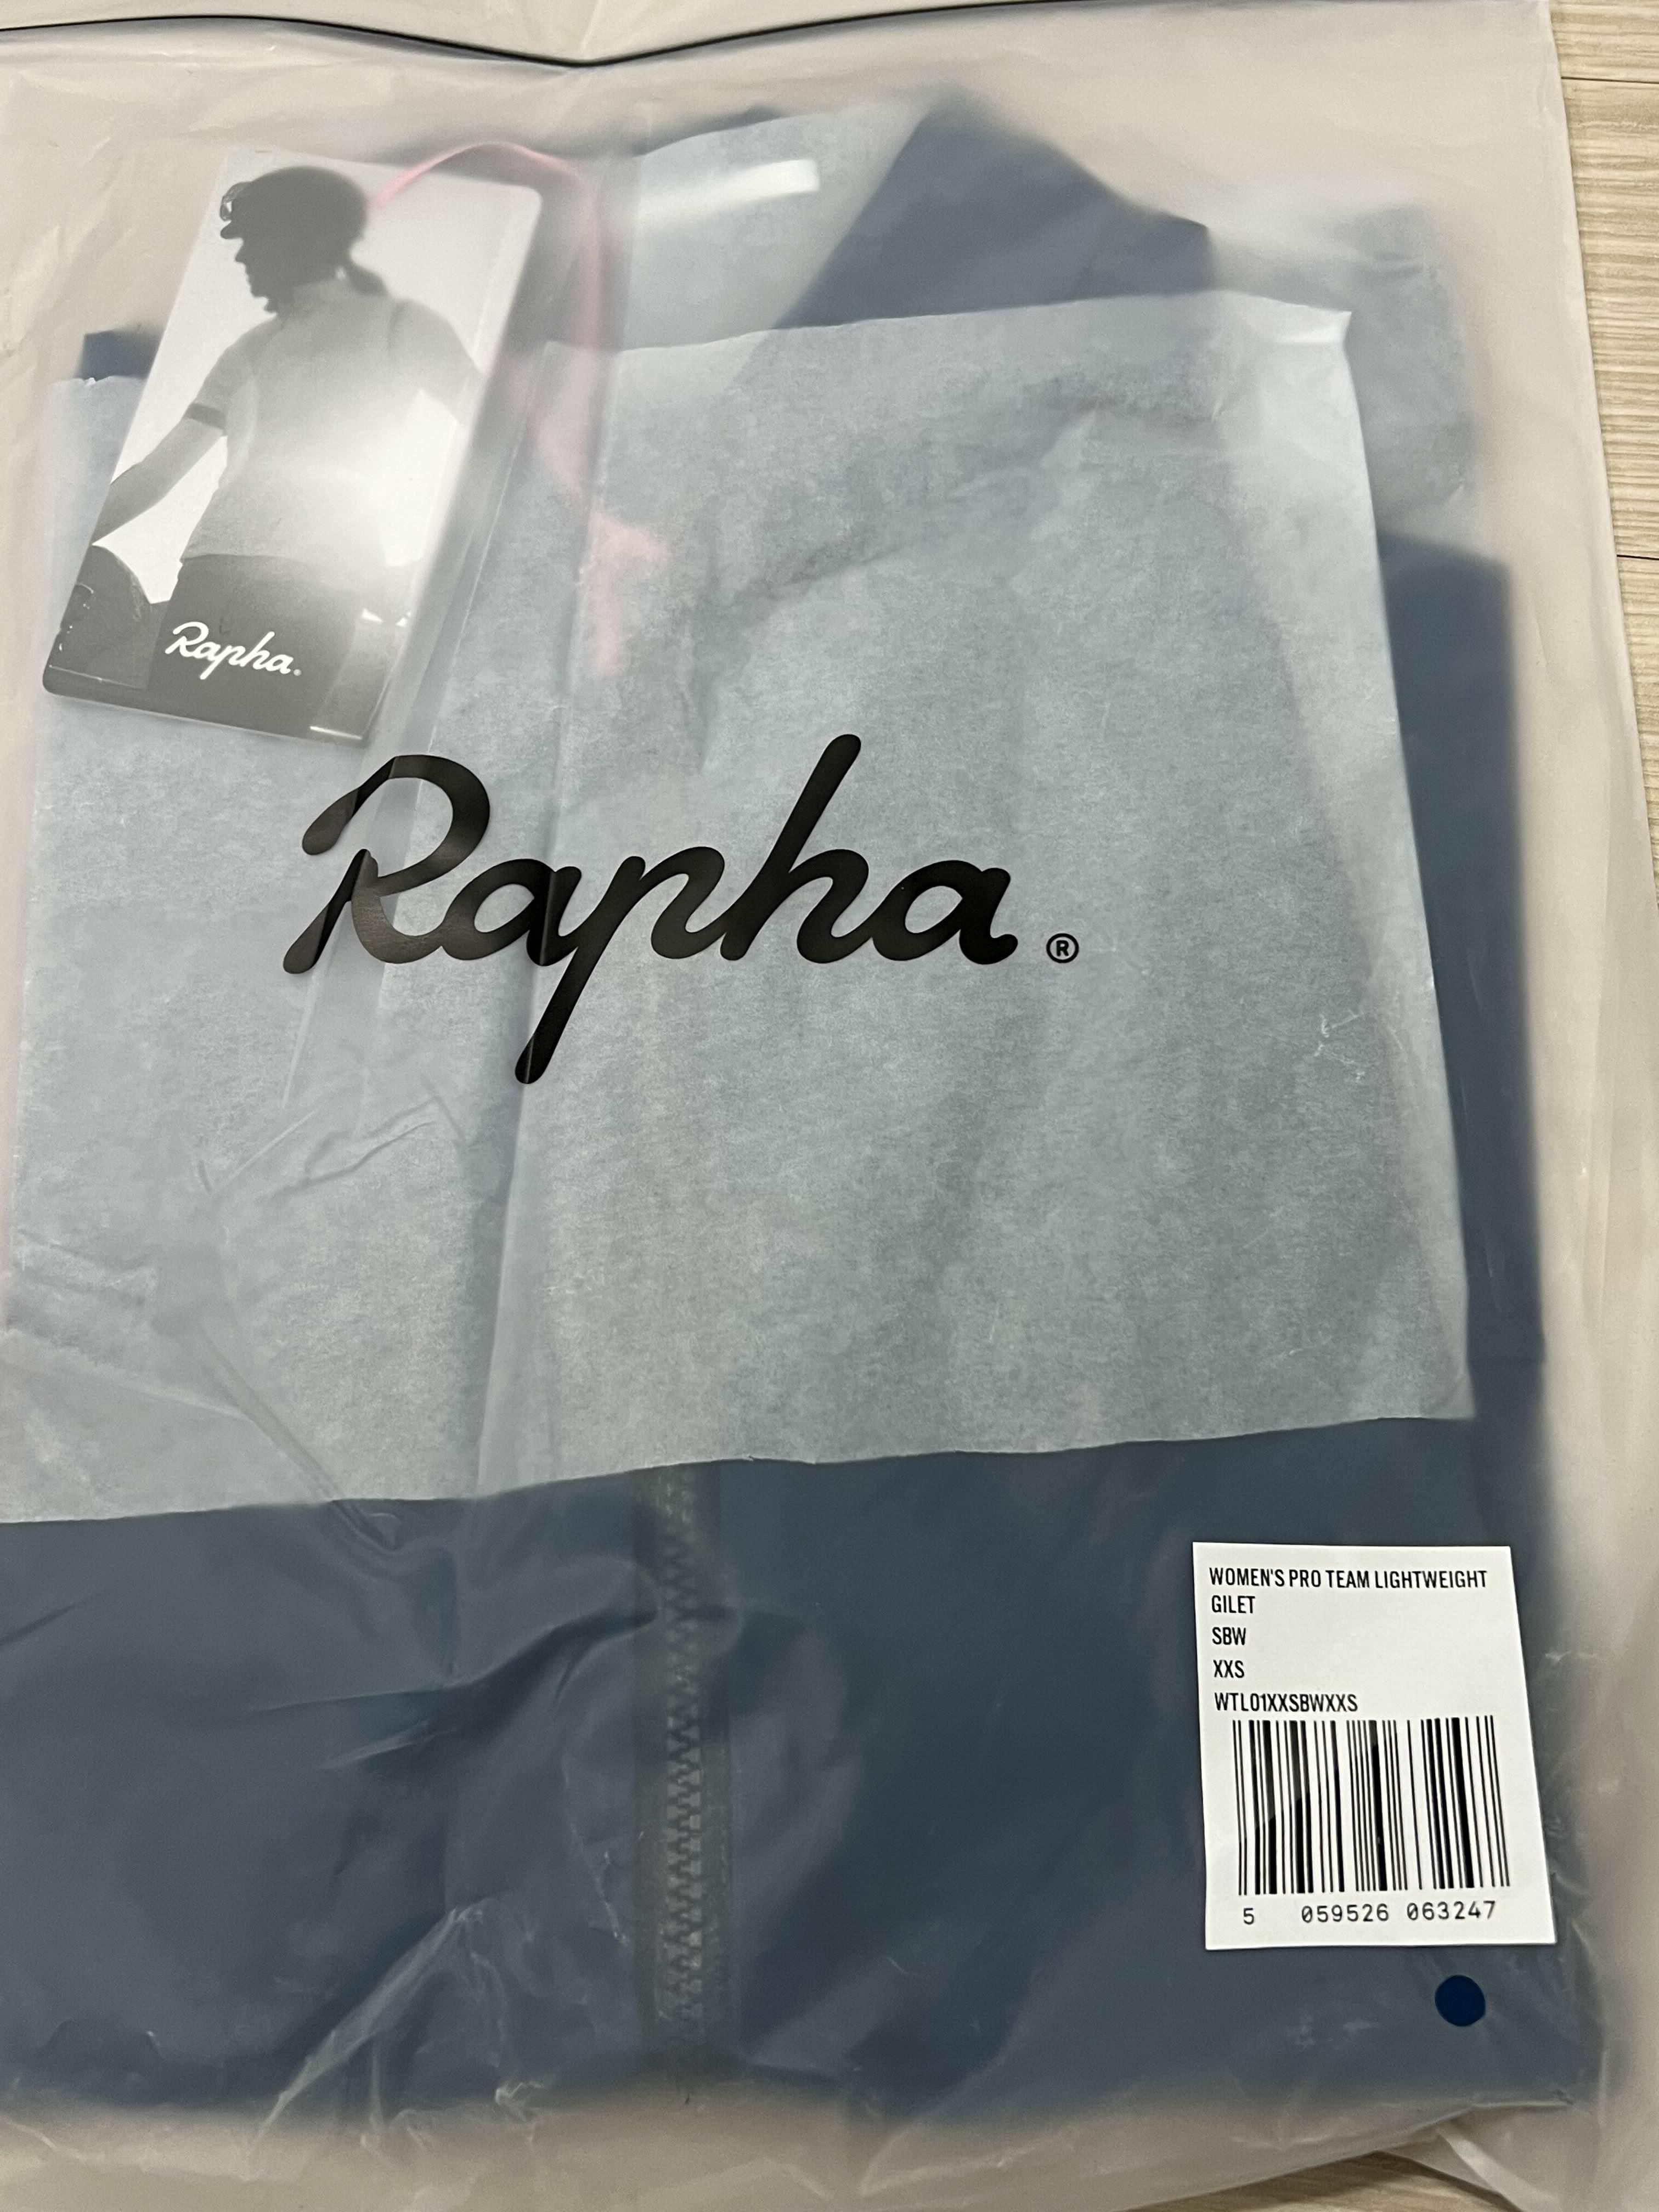 Rapha.
Rapha.®
WOMEN'S PRO TEAM LIGHTWEIGHT
GILET
SBW
XXS
WTL01XXSBWXXS
5 059526 063247